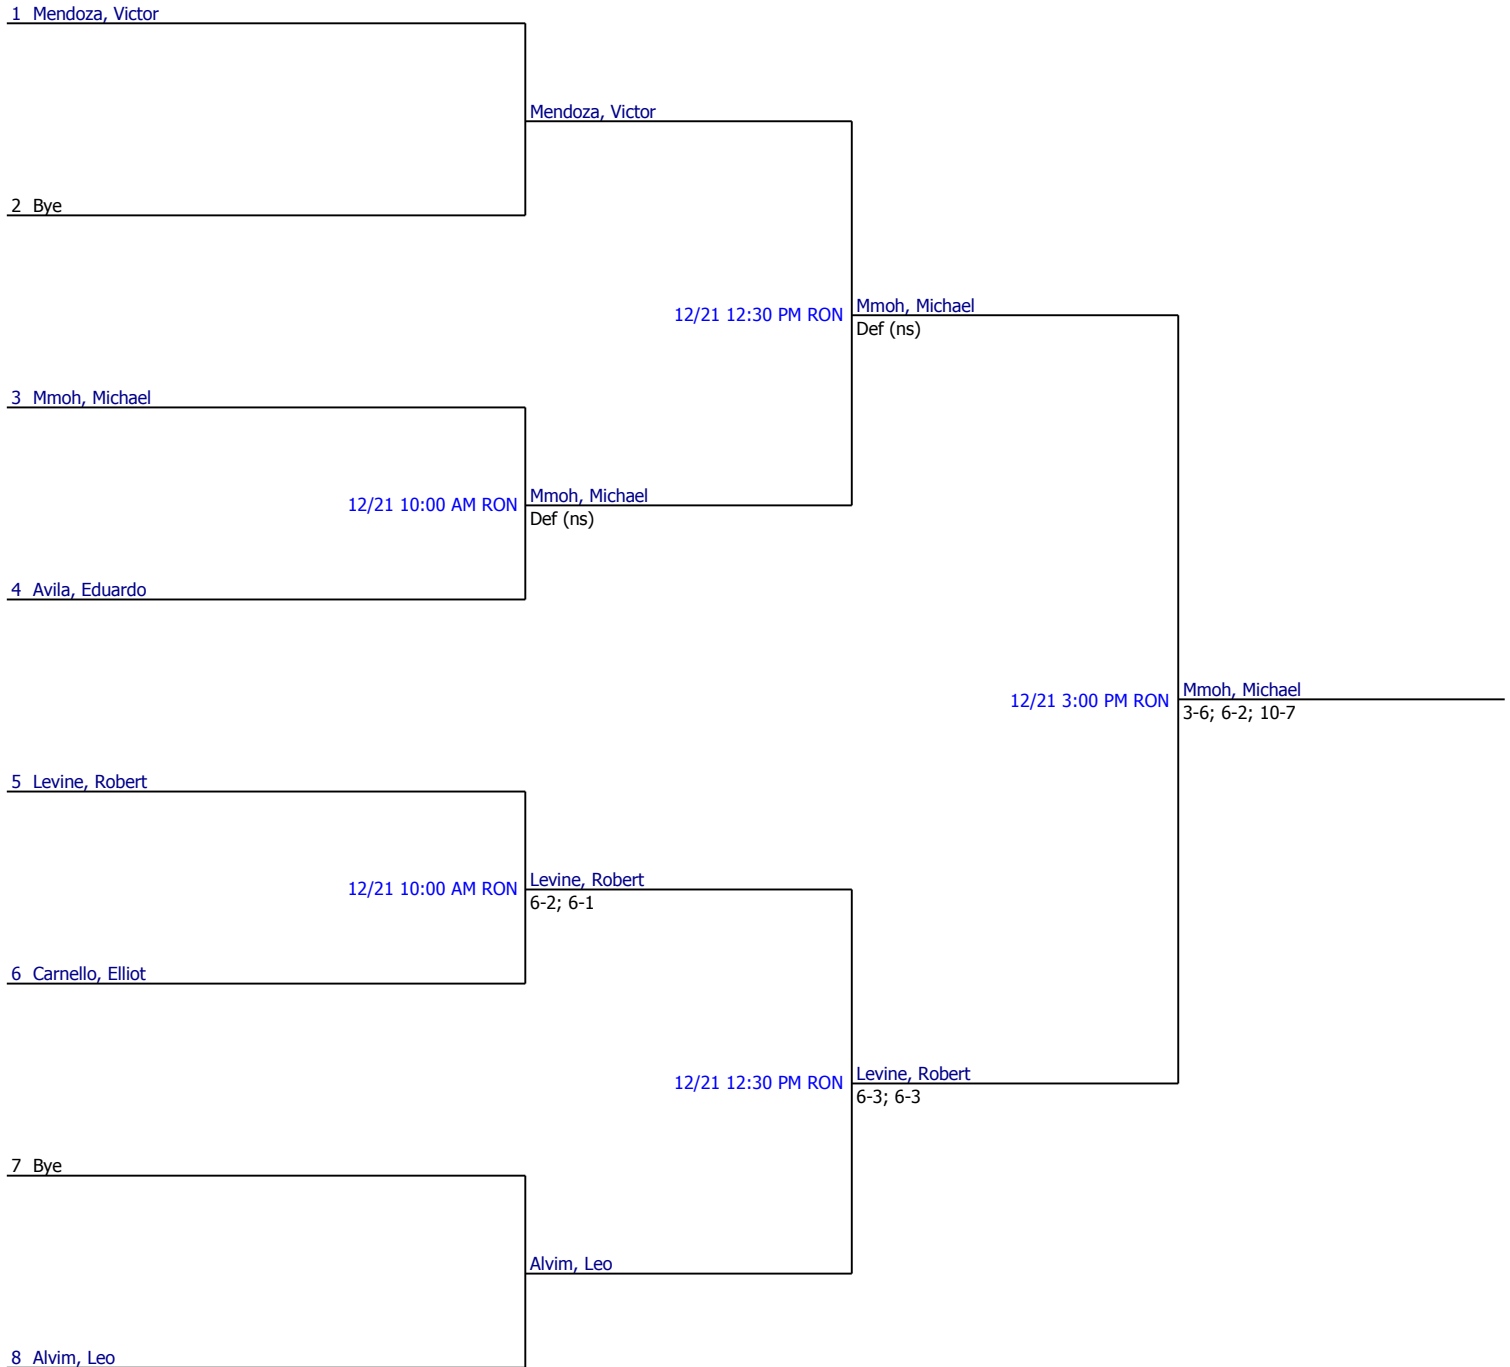 1 Mendoza, Victor
Mendoza, Victor
2 Bye
12/21 12:30 PM RON
Mmoh, Michael
Def (ns)
3 Mmoh, Michael
12/21 10:00 AM RON
Mmoh, Michael
Def (ns)
4 Avila, Eduardo
12/21 3:00 PM RON
Mmoh, Michael
3-6; 6-2; 10-7
5 Levine, Robert
12/21 10:00 AM RON
Levine, Robert
6-2; 6-1
6 Carnello, Elliot
12/21 12:30 PM RON
Levine, Robert
6-3; 6-3
7 Bye
Alvim, Leo
8 Alvim, Leo